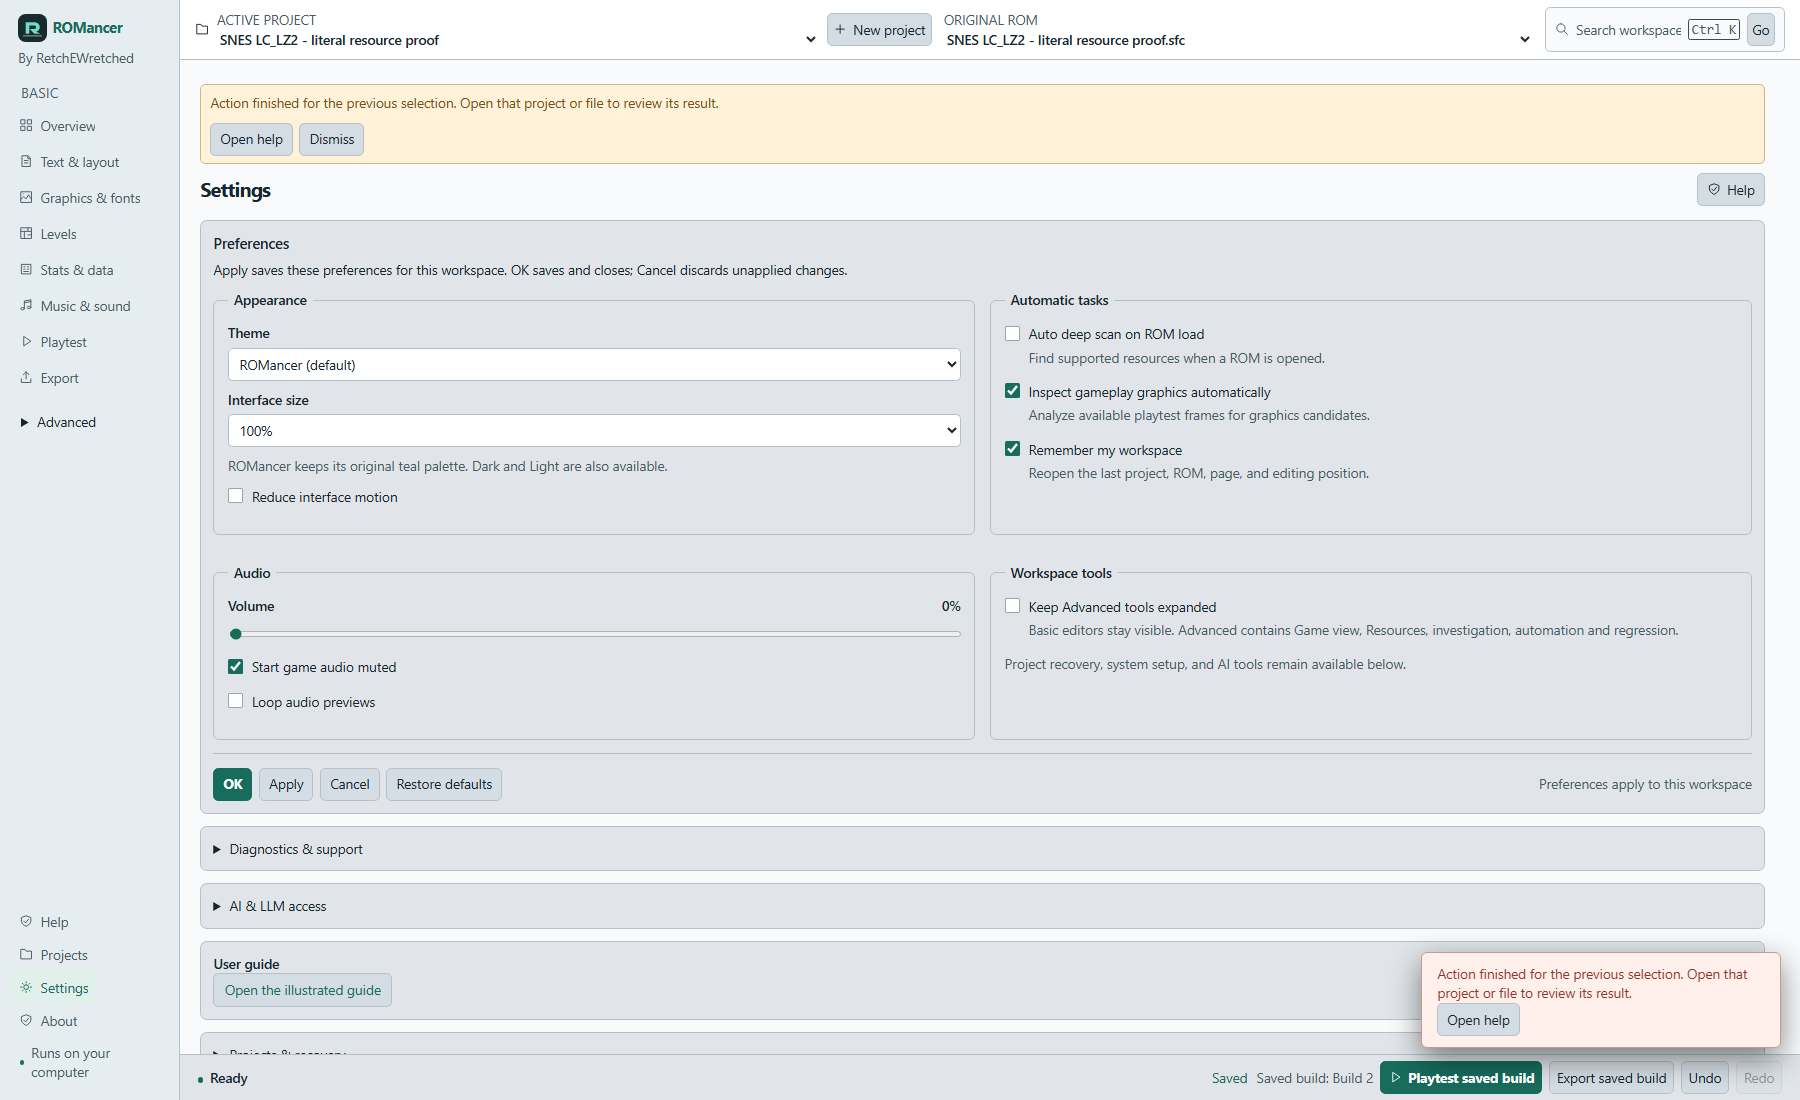 ROMancer
By RetchEWretched
BASIC
Overview
Text & layout
Graphics & fonts
Levels
Stats & data
Music & sound
Playtest
Export
Advanced
Help
Projects
Settings
About
Runs on your
computer
ACTIVE PROJECT
SNES LC_LZ2 - literal resource proof
New project
ORIGINAL ROM
SNES LC_LZ2 - literal resource proof.sfc
Search workspace Ctrl K Go
Action finished for the previous selection. Open that project or file to review its result.
Open help Dismiss
Settings
Help
Preferences
Apply saves these preferences for this workspace. OK saves and closes; Cancel discards unapplied changes.
Appearance
Theme
ROMancer (default)
Interface size
100%
ROMancer keeps its original teal palette. Dark and Light are also available.
Reduce interface motion
Automatic tasks
Auto deep scan on ROM load
Find supported resources when a ROM is opened.
Inspect gameplay graphics automatically
Analyze available playtest frames for graphics candidates.
Remember my workspace
Reopen the last project, ROM, page, and editing position.
Audio
Volume 0%
Start game audio muted
Loop audio previews
Workspace tools
Keep Advanced tools expanded
Basic editors stay visible. Advanced contains Game view, Resources, investigation, automation and regression.
Project recovery, system setup, and AI tools remain available below.
OK Apply Cancel Restore defaults
Preferences apply to this workspace
Diagnostics & support
AI & LLM access
User guide
Open the illustrated guide
Projects & recovery
Action finished for the previous selection. Open that
project or file to review its result.
Open help
Ready
Saved Saved build: Build 2 Playtest saved build Export saved build Undo Redo